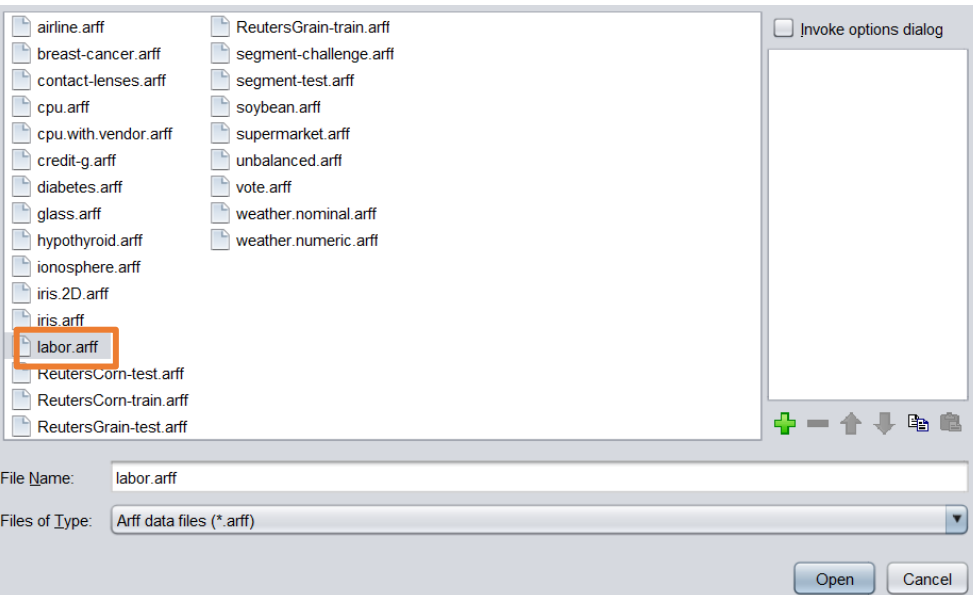 airline.arff
breast-cancer.arff
contact-lenses.arff
cpu.arff
cpu.with.vendor.arff
credit-g.arff
diabetes.arff
glass.arff
hypothyroid.arff
ionosphere.arff
iris.2D.arff
iris.arff
labor.arff
ReutersCorn-test.arff
ReutersCorn-train.arff
ReutersGrain-test.arff
ReutersGrain-train.arff
segment-challenge.arff
segment-test.arff
soybean.arff
supermarket.arff
unbalanced.arff
vote.arff
weather.nominal.arff
weather.numeric.arff
Invoke options dialog
File Name: labor.arff
Files of Type: Arff data files (*.arff)
Open Cancel